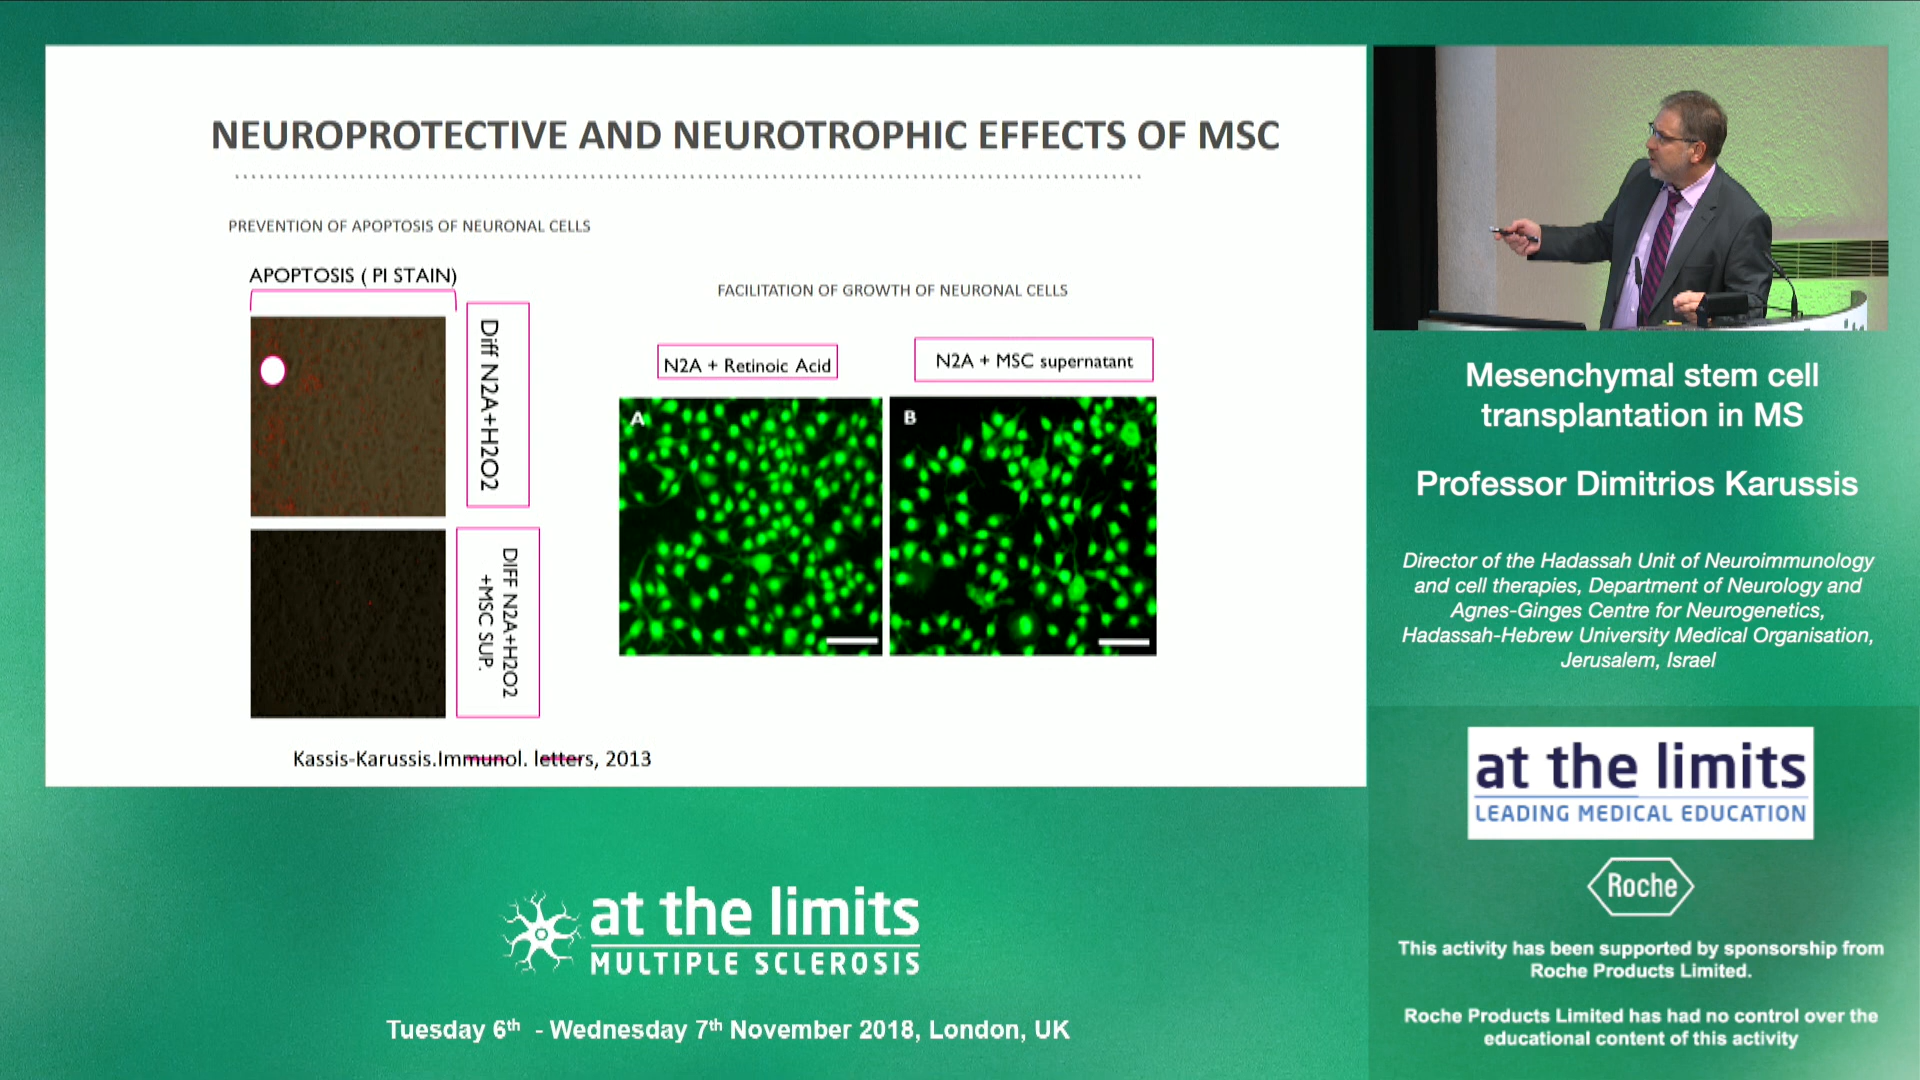 NEUROPROTECTIVE AND NEUROTROPHIC EFFECTS OF MSC
PREVENTION OF APOPTOSIS OF NEURONAL CELLS
APOPTOSIS ( PI STAIN)
Diff N2A+H2O2
DIFF N2A+H2O2
+MSC SUP.
FACILITATION OF GROWTH OF NEURONAL CELLS
N2A + Retinoic Acid
N2A + MSC supernatant
A
B
Kassis-Karussis.Immunol. letters, 2013
Mesenchymal stem cell
transplantation in MS
Professor Dimitrios Karussis
Director of the Hadassah Unit of Neuroimmunology
and cell therapies, Department of Neurology and
Agnes-Ginges Centre for Neurogenetics,
Hadassah-Hebrew University Medical Organisation,
Jerusalem, Israel
at the limits
LEADING MEDICAL EDUCATION
Roche
This activity has been supported by sponsorship from
Roche Products Limited.
Roche Products Limited has had no control over the
educational content of this activity
at the limits
MULTIPLE SCLEROSIS
Tuesday 6th - Wednesday 7th November 2018, London, UK